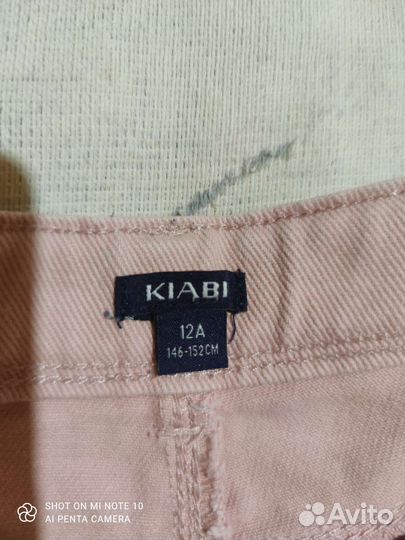 KIABI
12A
146-152CM
SHOT ON MI NOTE 10
AI PENTA CAMERA
Avito